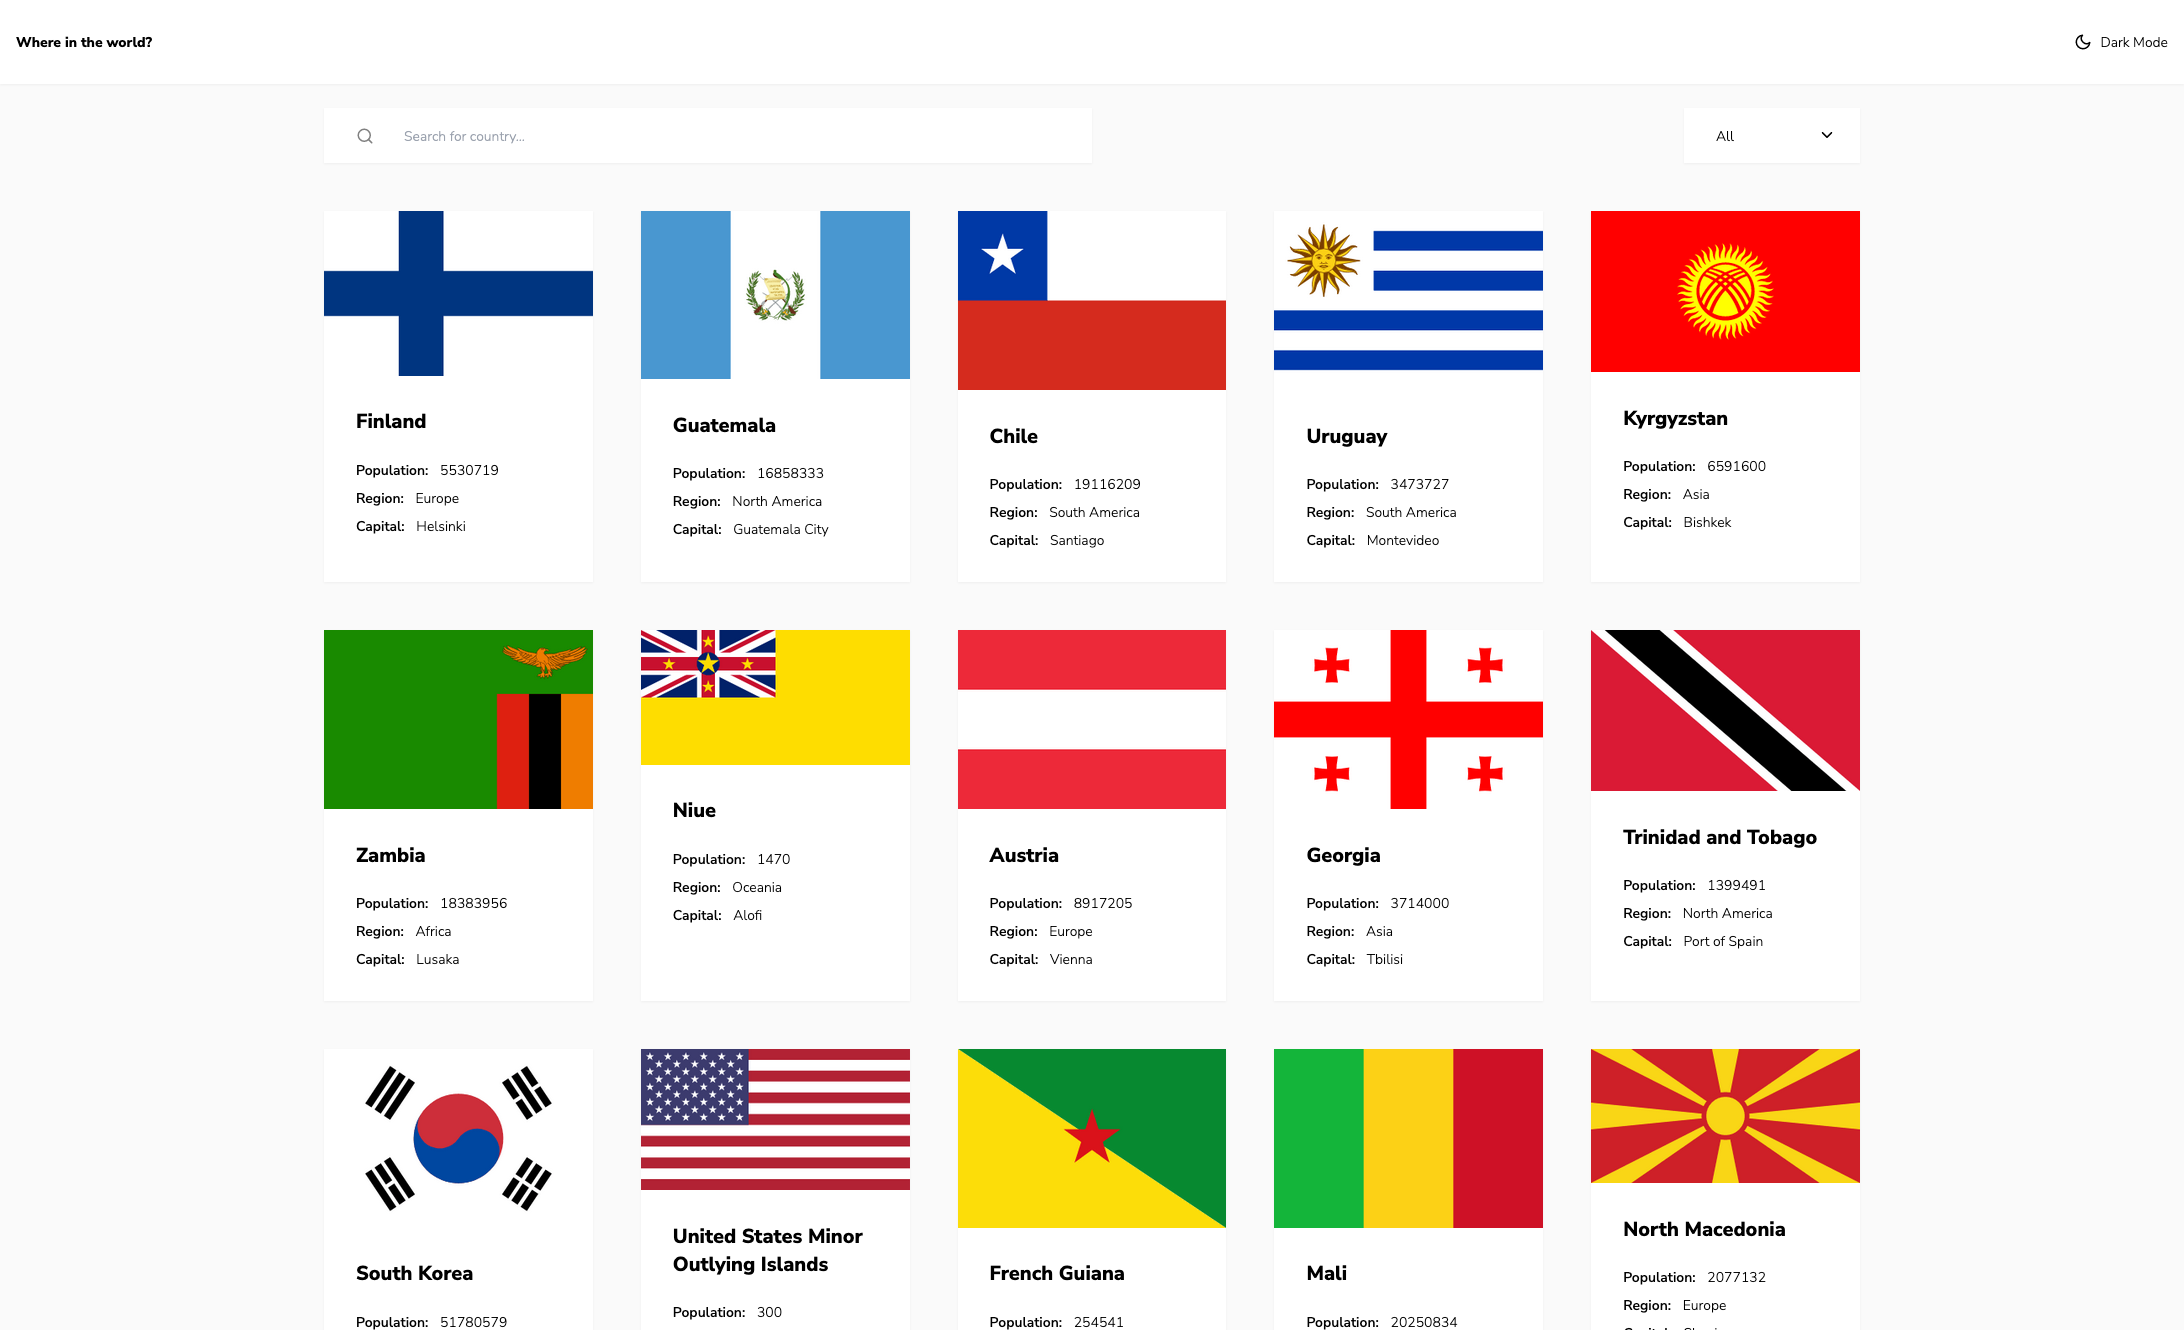 Where in the world?
Dark Mode
Search for country...
All
Finland
Population: 5530719
Region: Europe
Capital: Helsinki
Guatemala
Population: 16858333
Region: North America
Capital: Guatemala City
Chile
Population: 19116209
Region: South America
Capital: Santiago
Uruguay
Population: 3473727
Region: South America
Capital: Montevideo
Kyrgyzstan
Population: 6591600
Region: Asia
Capital: Bishkek
Zambia
Population: 18383956
Region: Africa
Capital: Lusaka
Niue
Population: 1470
Region: Oceania
Capital: Alofi
Austria
Population: 8917205
Region: Europe
Capital: Vienna
Georgia
Population: 3714000
Region: Asia
Capital: Tbilisi
Trinidad and Tobago
Population: 1399491
Region: North America
Capital: Port of Spain
South Korea
Population: 51780579
United States Minor
Outlying Islands
Population: 300
French Guiana
Population: 254541
Mali
Population: 20250834
North Macedonia
Population: 2077132
Region: Europe